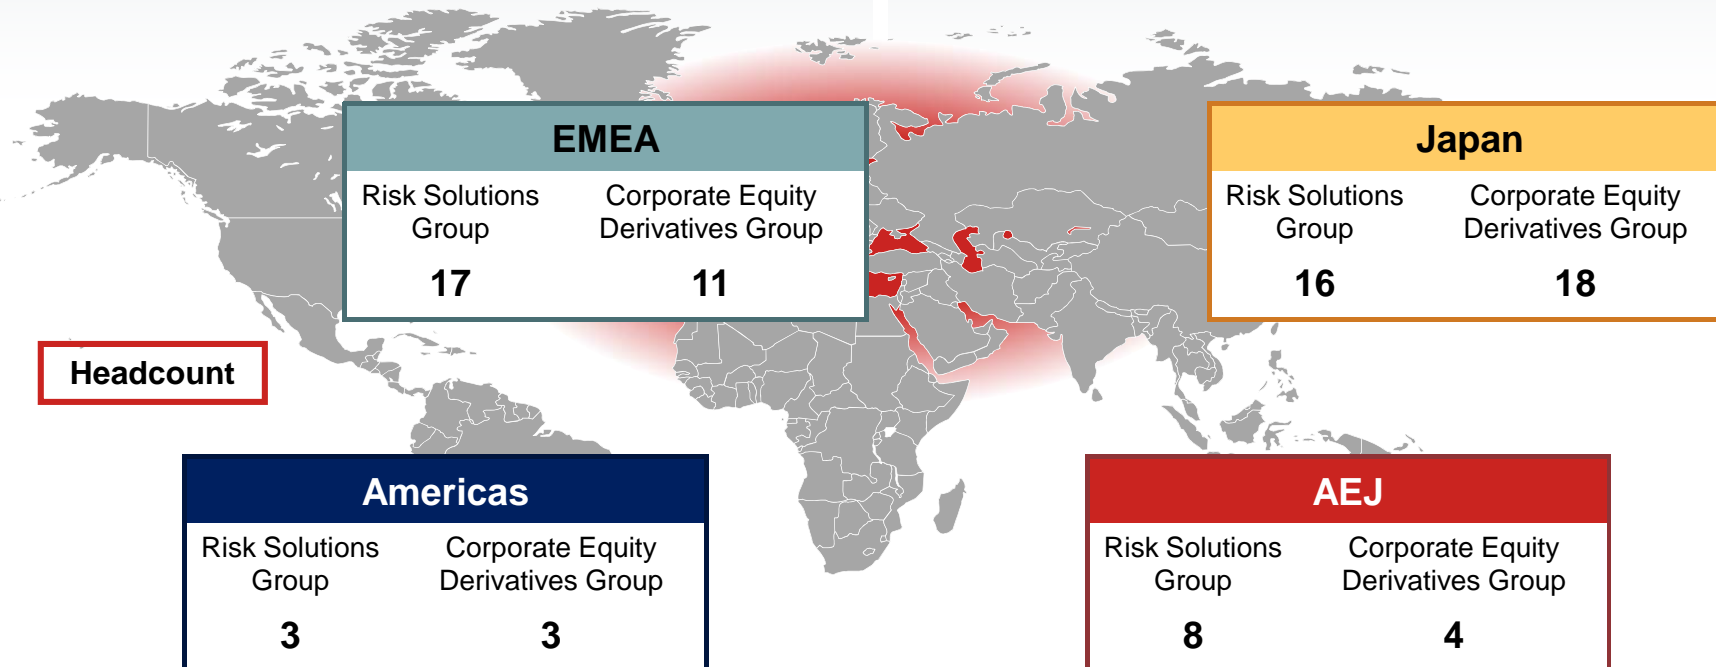 EMEA
Risk Solutions Group
Corporate Equity Derivatives Group
17
11
Japan
Risk Solutions Group
Corporate Equity Derivatives Group
16
18
Headcount
Americas
Risk Solutions Group
Corporate Equity Derivatives Group
3
3
AEJ
Risk Solutions Group
Corporate Equity Derivatives Group
8
4